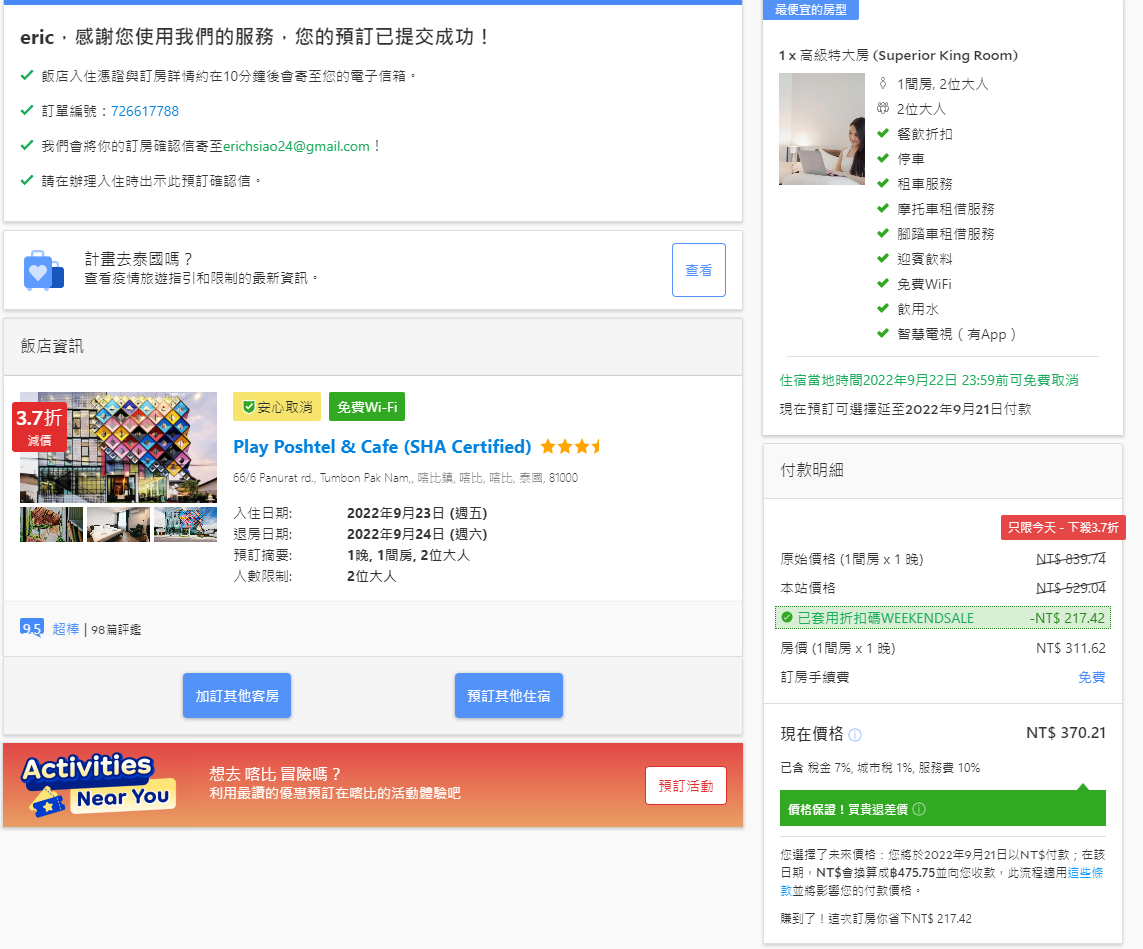 eric，感謝您使用我們的服務，您的預訂已提交成功！
飯店入住憑證與訂房詳情約在10分鐘後會寄至您的電子信箱。
訂單編號：726617788
我們會將你的訂房確認信寄至erichsiao24@gmail.com！
請在辦理入住時出示此預訂確認信。
計畫去泰國嗎？
查看疫情旅遊指引和限制的最新資訊。
查看
飯店資訊
3.7折
減價
安心取消
免費Wi-Fi
Play Poshtel & Cafe (SHA Certified)
66/6 Panurat rd., Tumbon Pak Nam,, 喀比鎮, 喀比, 喀比, 泰國, 81000
入住日期: 2022年9月23日 (週五)
退房日期: 2022年9月24日 (週六)
預訂摘要: 1晚, 1間房, 2位大人
人數限制: 2位大人
9.5 超棒 | 98篇評鑑
加訂其他客房
預訂其他住宿
Activities
Near You
想去 喀比 冒險嗎？
利用最讚的優惠預訂在喀比的活動體驗吧
預訂活動
最便宜的房型
1 x 高級特大房 (Superior King Room)
1間房, 2位大人
2位大人
餐飲折扣
停車
租車服務
摩托車租借服務
腳踏車租借服務
迎賓飲料
免費WiFi
飲用水
智慧電視（有App）
住宿當地時間2022年9月22日 23:59前可免費取消
現在預訂可選擇延至2022年9月21日付款
付款明細
只限今天 - 下殺3.7折
原始價格 (1間房 x 1 晚) NT$ 839.74
本站價格 NT$ 529.04
已套用折扣碼WEEKENDSALE -NT$ 217.42
房價 (1間房 x 1 晚) NT$ 311.62
訂房手續費 免費
現在價格 NT$ 370.21
已含 稅金 7%, 城市稅 1%, 服務費 10%
價格保證！買貴退差價
您選擇了未來價格：您將於2022年9月21日以NT$付款；在該
日期，NT$會換算成฿475.75並向您收款，此流程適用這些條
款並將影響您的付款價格。
賺到了！這次訂房你省下NT$ 217.42